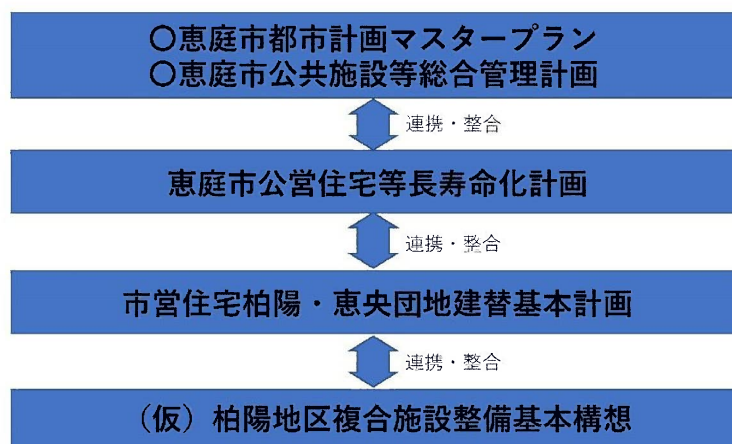 〇恵庭市都市計画マスタープラン
〇恵庭市公共施設等総合管理計画
連携・整合
恵庭市公営住宅等長寿命化計画
連携・整合
市営住宅柏陽・恵央団地建替基本計画
連携・整合
（仮）柏陽地区複合施設整備基本構想